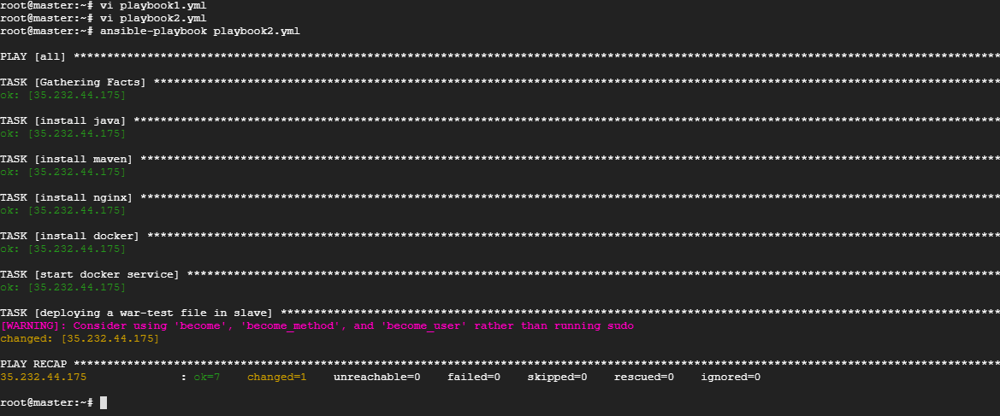 root@master:~# vi playbook1.yml
root@master:~# vi playbook2.yml
root@master:~# ansible-playbook playbook2.yml
PLAY [all] ******************************************************************************************************************************************
TASK [Gathering Facts] ******************************************************************************************************************************
ok: [35.232.44.175]
TASK [install java] *********************************************************************************************************************************
ok: [35.232.44.175]
TASK [install maven] ********************************************************************************************************************************
ok: [35.232.44.175]
TASK [install nginx] ********************************************************************************************************************************
ok: [35.232.44.175]
TASK [install docker] *******************************************************************************************************************************
ok: [35.232.44.175]
TASK [start docker service] *************************************************************************************************************************
ok: [35.232.44.175]
TASK [deploying a war-test file in slave] ***********************************************************************************************************
[WARNING]: Consider using 'become', 'become_method', and 'become_user' rather than running sudo
changed: [35.232.44.175]
PLAY RECAP ******************************************************************************************************************************************
35.232.44.175 : ok=7 changed=1 unreachable=0 failed=0 skipped=0 rescued=0 ignored=0
root@master:~#